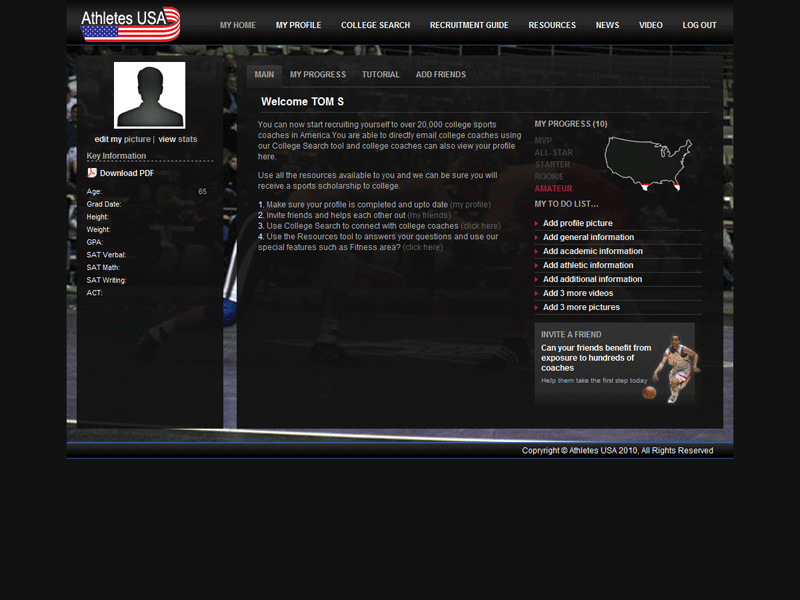 Athletes USA
MY HOME MY PROFILE COLLEGE SEARCH RECRUITMENT GUIDE RESOURCES NEWS VIDEO LOG OUT
edit my picture | view stats
Key Information
Download PDF
Age: 65
Grad Date:
Height:
Weight:
GPA:
SAT Verbal:
SAT Math:
SAT Writing:
ACT:
MAIN MY PROGRESS TUTORIAL ADD FRIENDS
Welcome TOM S
You can now start recruiting yourself to over 20,000 college sports
coaches in America.You are able to directly email college coaches using
our College Search tool and college coaches can also view your profile
here.
Use all the resources available to you and we can be sure you will
receive a sports scholarship to college.
1. Make sure your profile is completed and upto date (my profile)
2. Invite friends and helps each other out (my friends)
3. Use College Search to connect with college coaches (click here)
4. Use the Resources tool to answers your questions and use our
special features such as Fitness area? (click here)
MY PROGRESS (10)
MVP
ALL-STAR
STARTER
ROOKIE
AMATEUR
MY TO DO LIST...
Add profile picture
Add general information
Add academic information
Add athletic information
Add additional information
Add 3 more videos
Add 3 more pictures
INVITE A FRIEND
Can your friends benefit from
exposure to hundreds of
coaches
Help them take the first step today
Copyright © Athletes USA 2010, All Rights Reserved